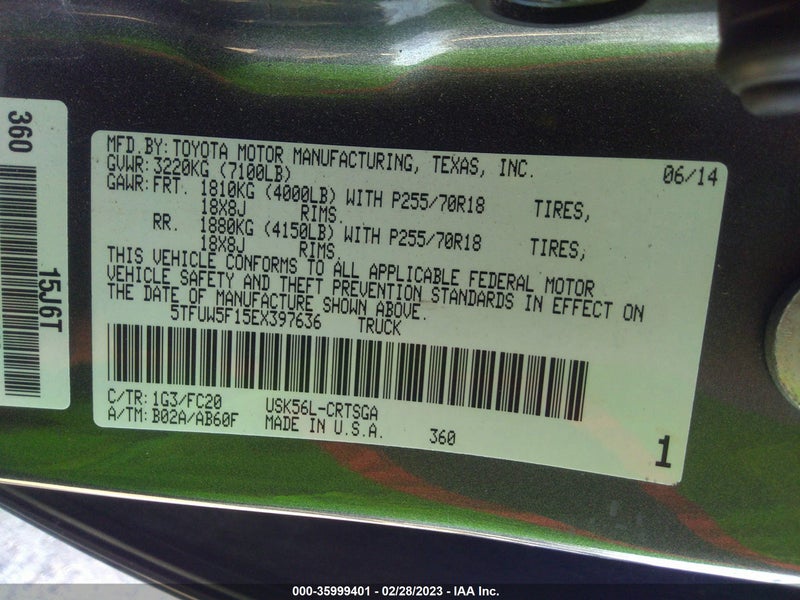 360
15J6T
MFD.BY:TOYOTA MOTOR MANUFACTURING, TEXAS, INC. 06/14
GVWR:3220KG (7100LB)
GAWR:FRT. 1810KG (4000LB) WITH P255/70R18 TIRES,
18X8J RIMS.
RR. 1880KG (4150LB) WITH P255/70R18 TIRES,
18X8J RIMS.
THIS VEHICLE CONFORMS TO ALL APPLICABLE FEDERAL MOTOR
VEHICLE SAFETY AND THEFT PREVENTION STANDARDS IN EFFECT ON
THE DATE OF MANUFACTURE SHOWN ABOVE.
5TFUW5F15EX397636 TRUCK
C/TR:1G3/FC20 USK56L-CRTSGA
A/TM:B02A/AB60F MADE IN U.S.A. 360 1
000-35999401 - 02/28/2023 - IAA Inc.